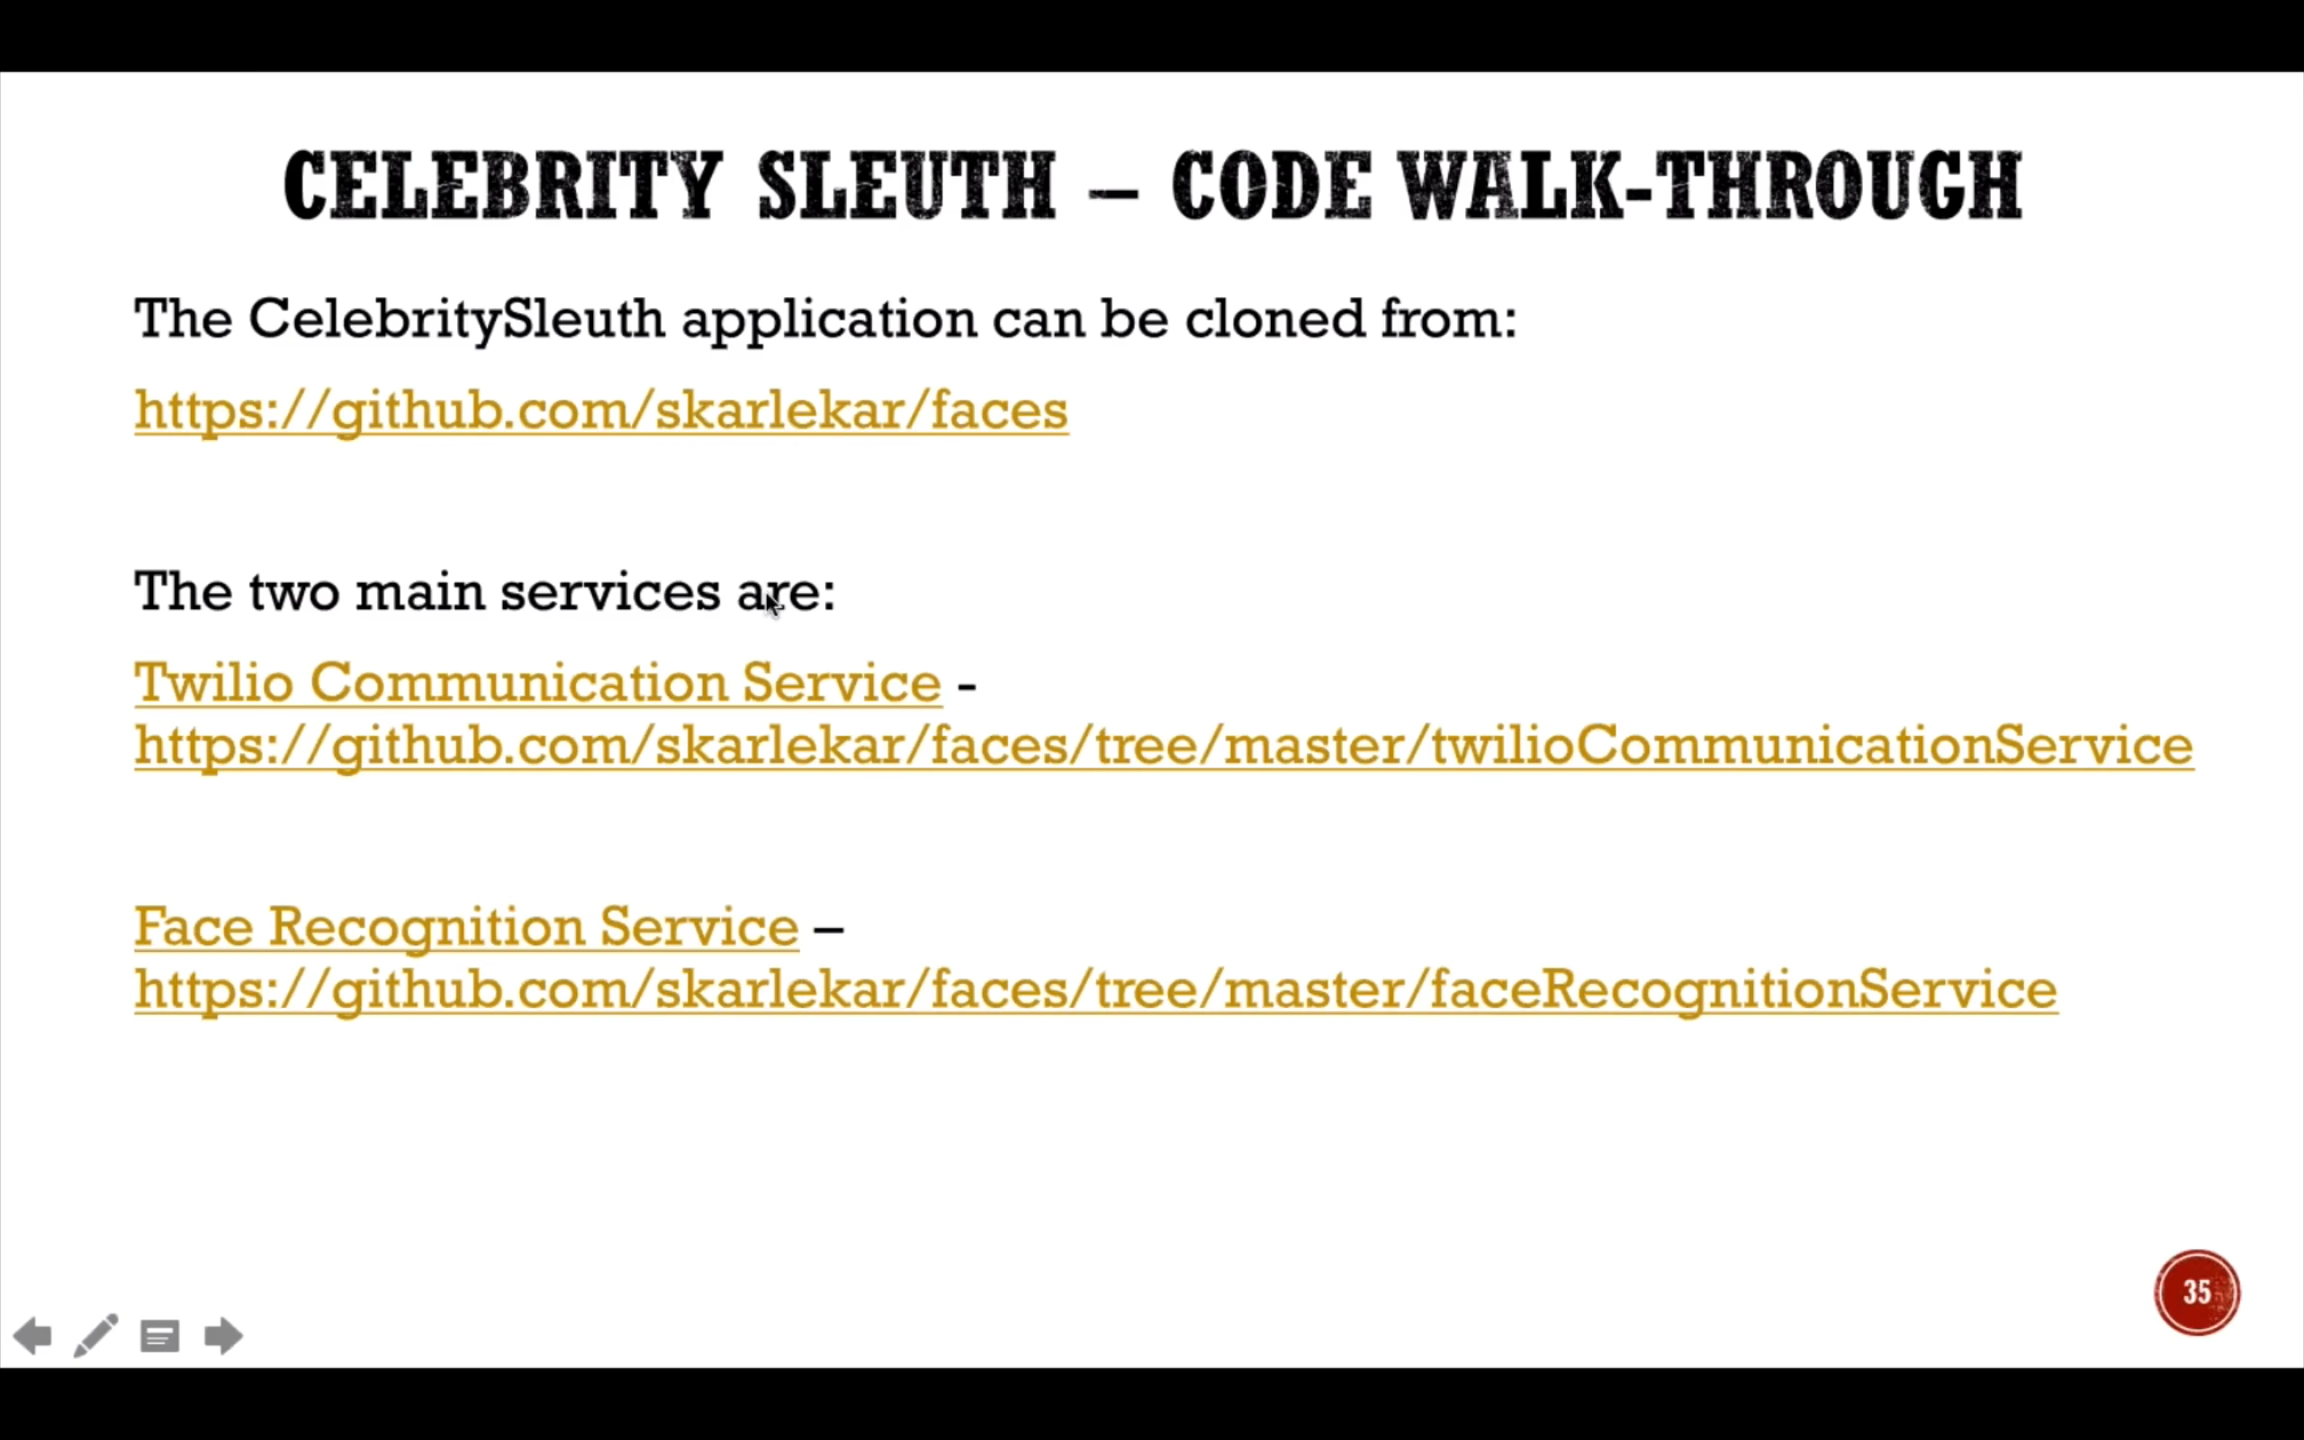 CELEBRITY SLEUTH – CODE WALK-THROUGH
The CelebritySleuth application can be cloned from:
https://github.com/skarlekar/faces
The two main services are:
Twilio Communication Service -
https://github.com/skarlekar/faces/tree/master/twilioCommunicationService
Face Recognition Service –
https://github.com/skarlekar/faces/tree/master/faceRecognitionService
35